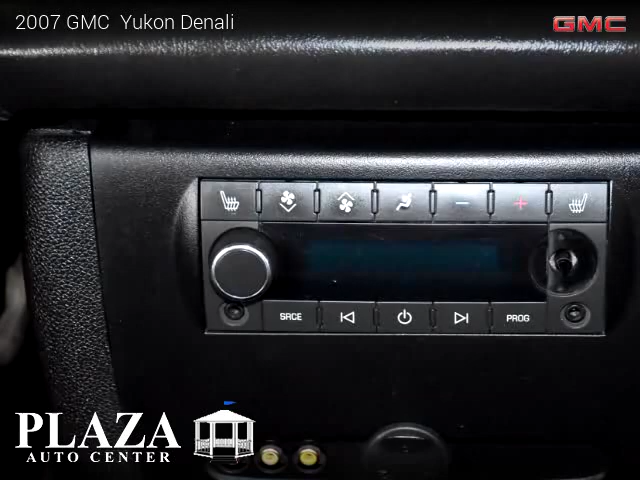 2007 GMC Yukon Denali
GMC
SRCE
PROG
PLAZA
AUTO CENTER